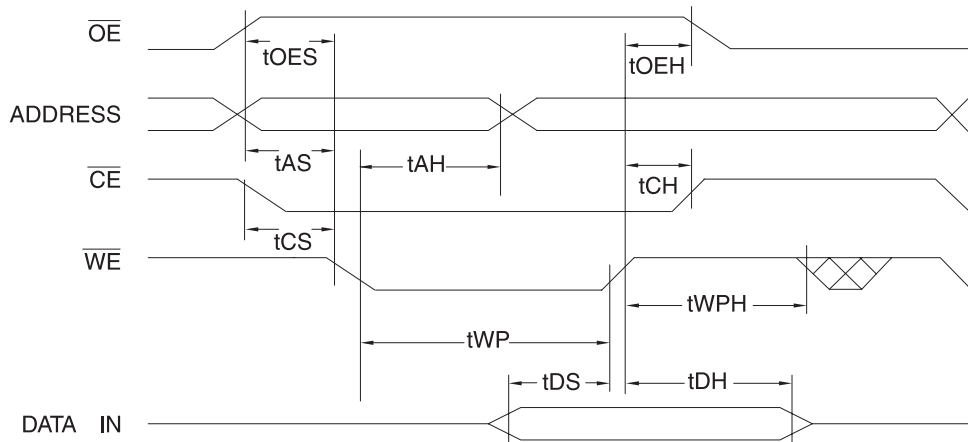 OE
tOES
tOEH
ADDRESS
tAS
tAH
CE
tCH
tCS
WE
tWPH
tWP
tDS
tDH
DATA IN